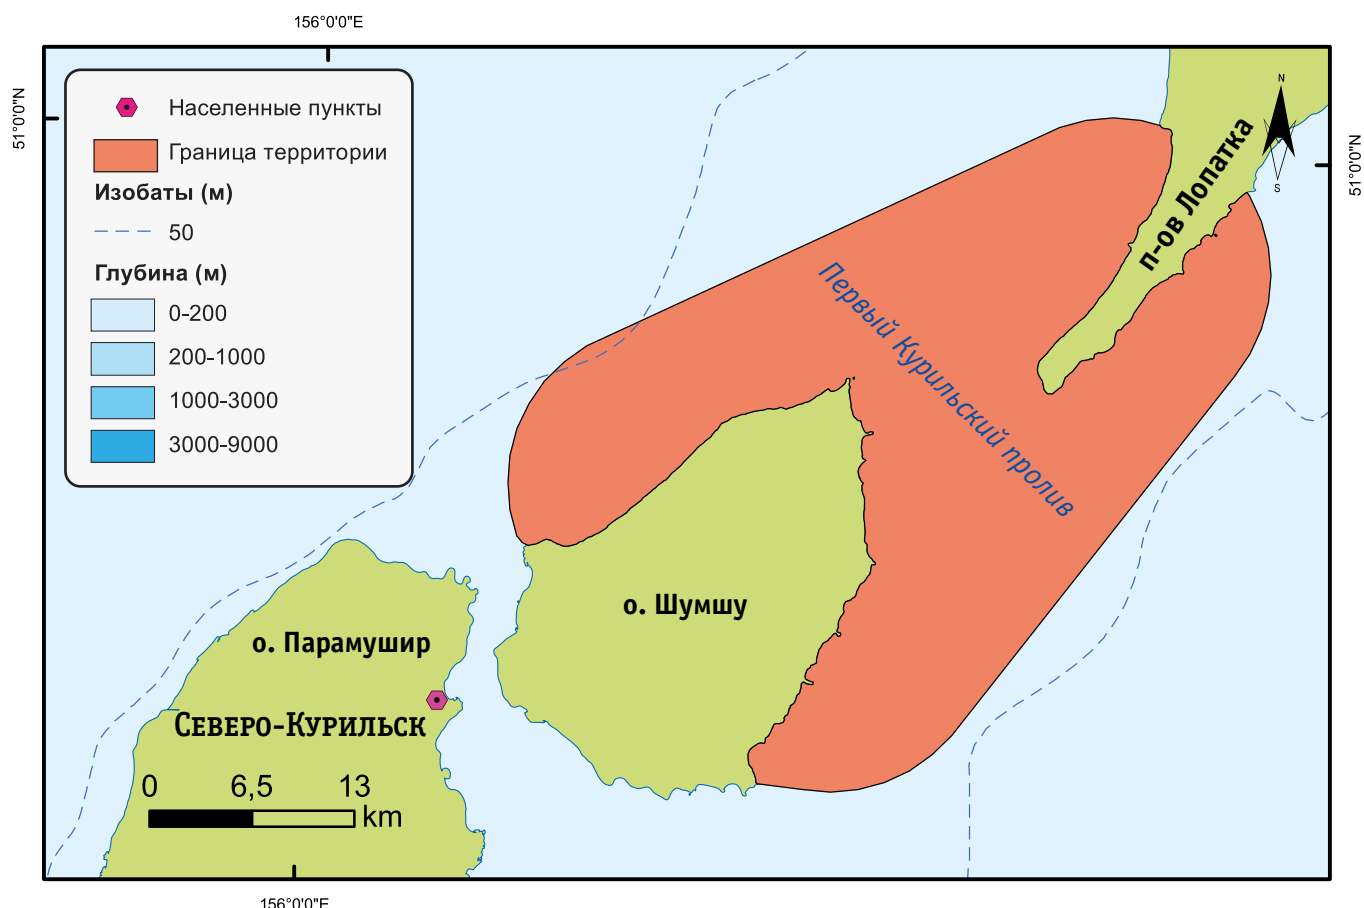 156°0'0"E
51°0'0"N
Населенные пункты
Граница территории
Изобаты (м)
50
Глубина (м)
0-200
200-1000
1000-3000
3000-9000
N
S
51°0'0"N
п-ов Лопатка
Первый Курильский пролив
о. Шумшу
о. Парамушир
Северо-Курильск
0 6,5 13
km
156°0'0"E